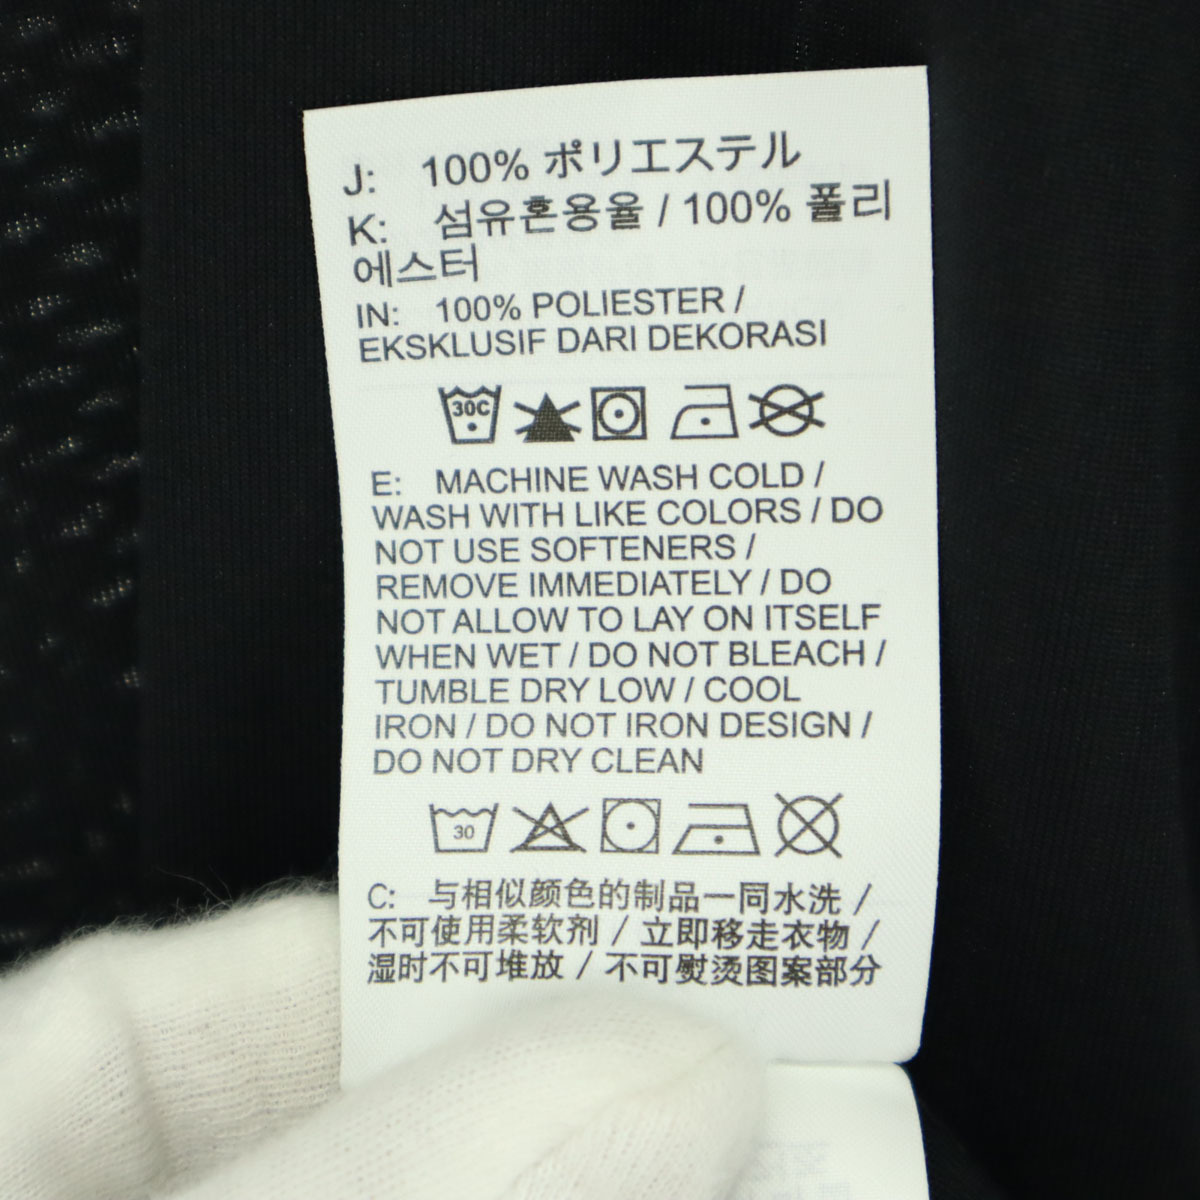 J: 100% ポリエステル
K: 섬유혼용율 / 100% 폴리
에스터
IN: 100% POLIESTER /
EKSKLUSIF DARI DEKORASI
30C
E: MACHINE WASH COLD /
WASH WITH LIKE COLORS / DO
NOT USE SOFTENERS /
REMOVE IMMEDIATELY / DO
NOT ALLOW TO LAY ON ITSELF
WHEN WET / DO NOT BLEACH /
TUMBLE DRY LOW / COOL
IRON / DO NOT IRON DESIGN /
DO NOT DRY CLEAN
30
C: 与相似颜色的制品一同水洗 /
不可使用柔软剂 / 立即移走衣物 /
湿时不可堆放 / 不可熨烫图案部分